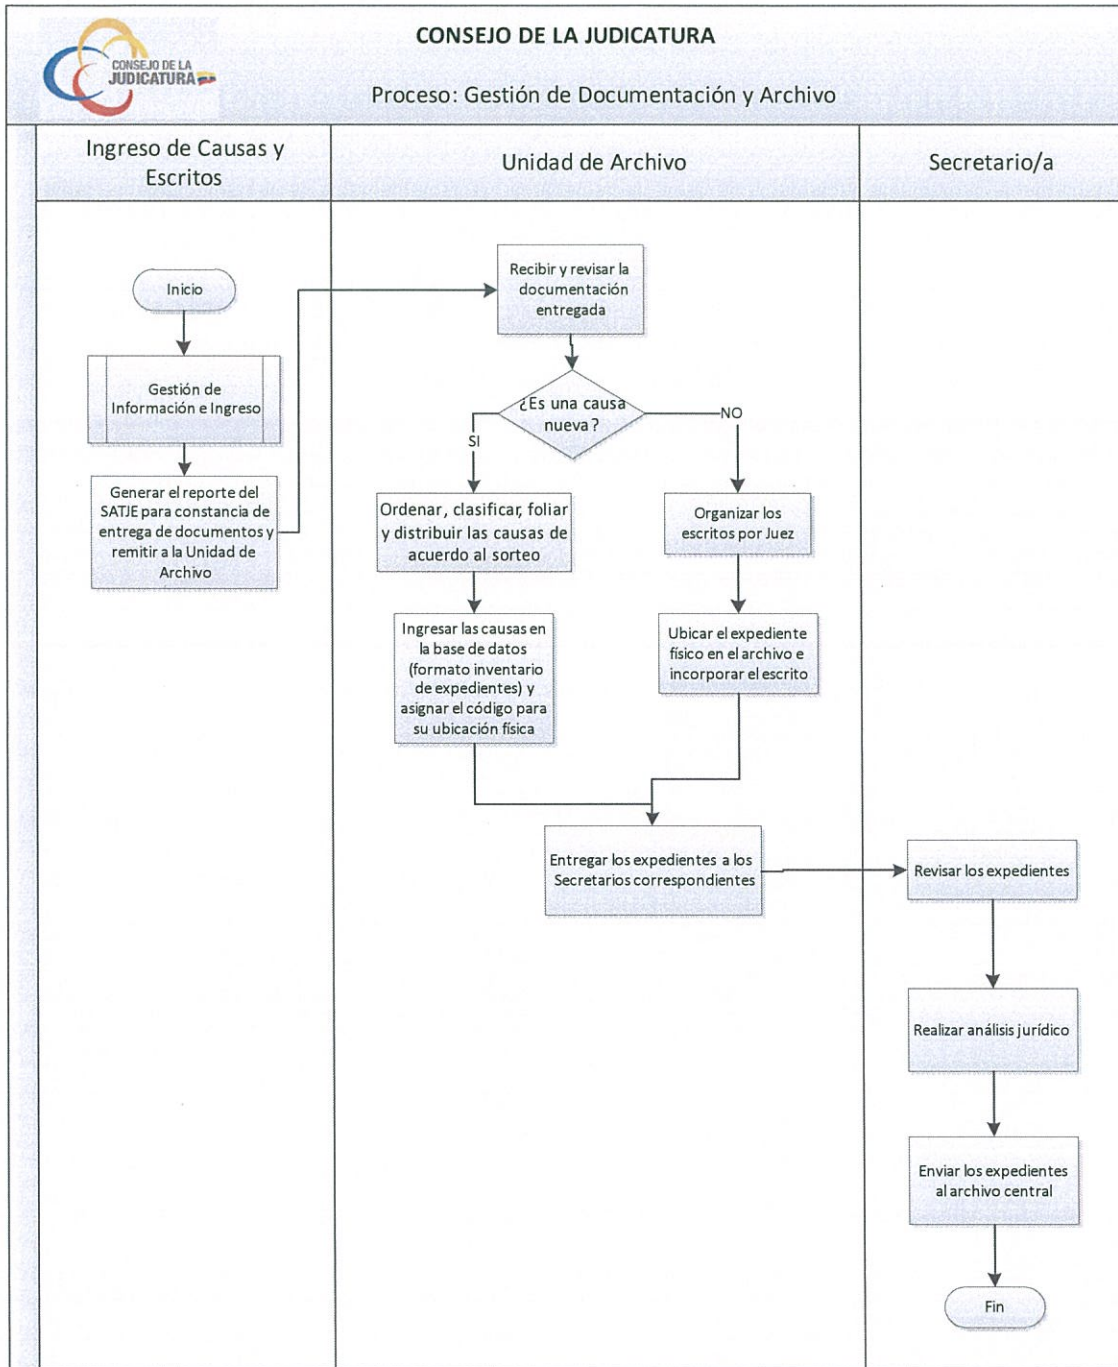 CONSEJO DE LA
JUDICATURA
CONSEJO DE LA JUDICATURA
Proceso: Gestión de Documentación y Archivo
Ingreso de Causas y
Escritos
Unidad de Archivo
Secretario/a
Inicio
Gestión de
Información e Ingreso
Generar el reporte del
SATJE para constancia de
entrega de documentos y
remitir a la Unidad de
Archivo
Recibir y revisar la
documentación
entregada
¿Es una causa
nueva?
SI
NO
Ordenar, clasificar, foliar
y distribuir las causas de
acuerdo al sorteo
Organizar los
escritos por Juez
Ingresar las causas en
la base de datos
(formato inventario
de expedientes) y
asignar el código para
su ubicación física
Ubicar el expediente
físico en el archivo e
incorporar el escrito
Entregar los expedientes a los
Secretarios correspondientes
Revisar los expedientes
Realizar análisis jurídico
Enviar los expedientes
al archivo central
Fin